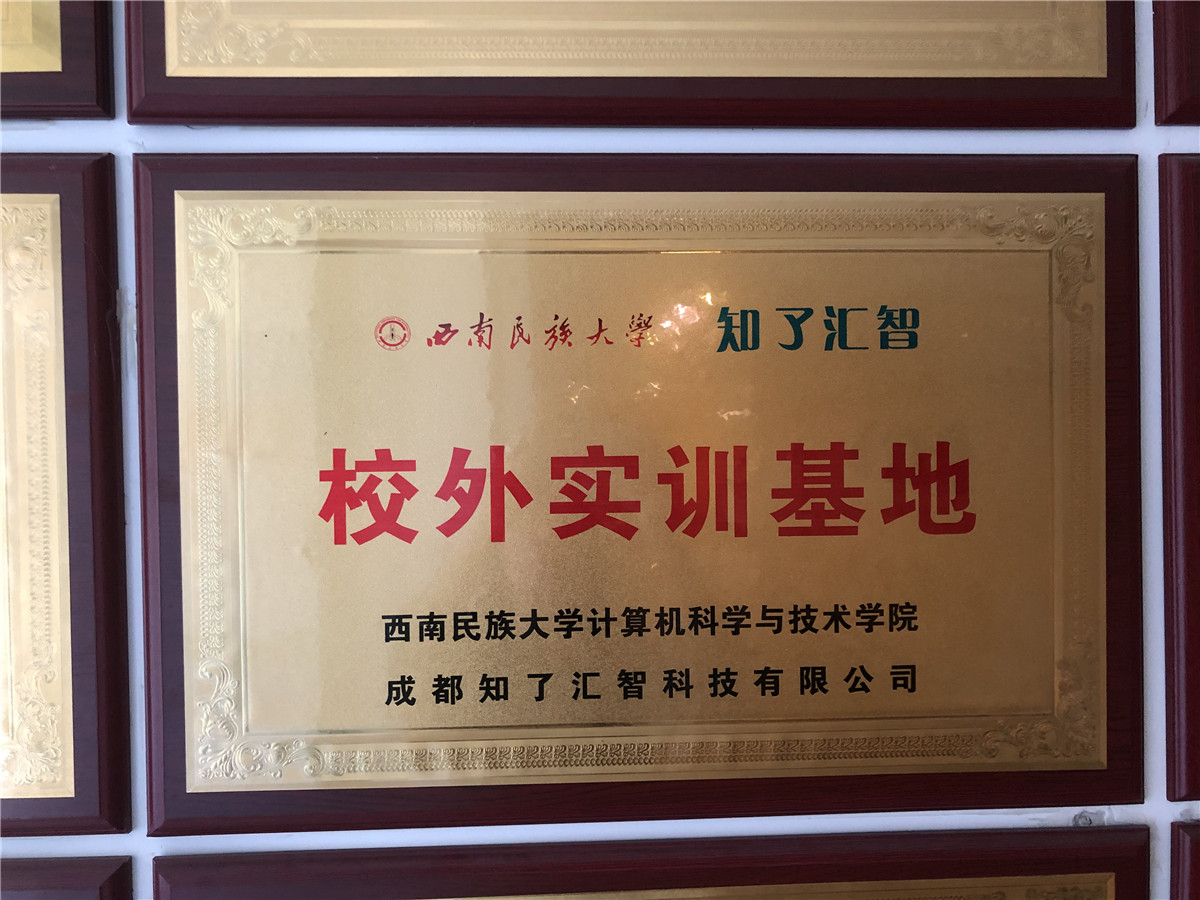 西南民族大學 知了汇智
校外实训基地
西南民族大学计算机科学与技术学院
成都知了汇智科技有限公司